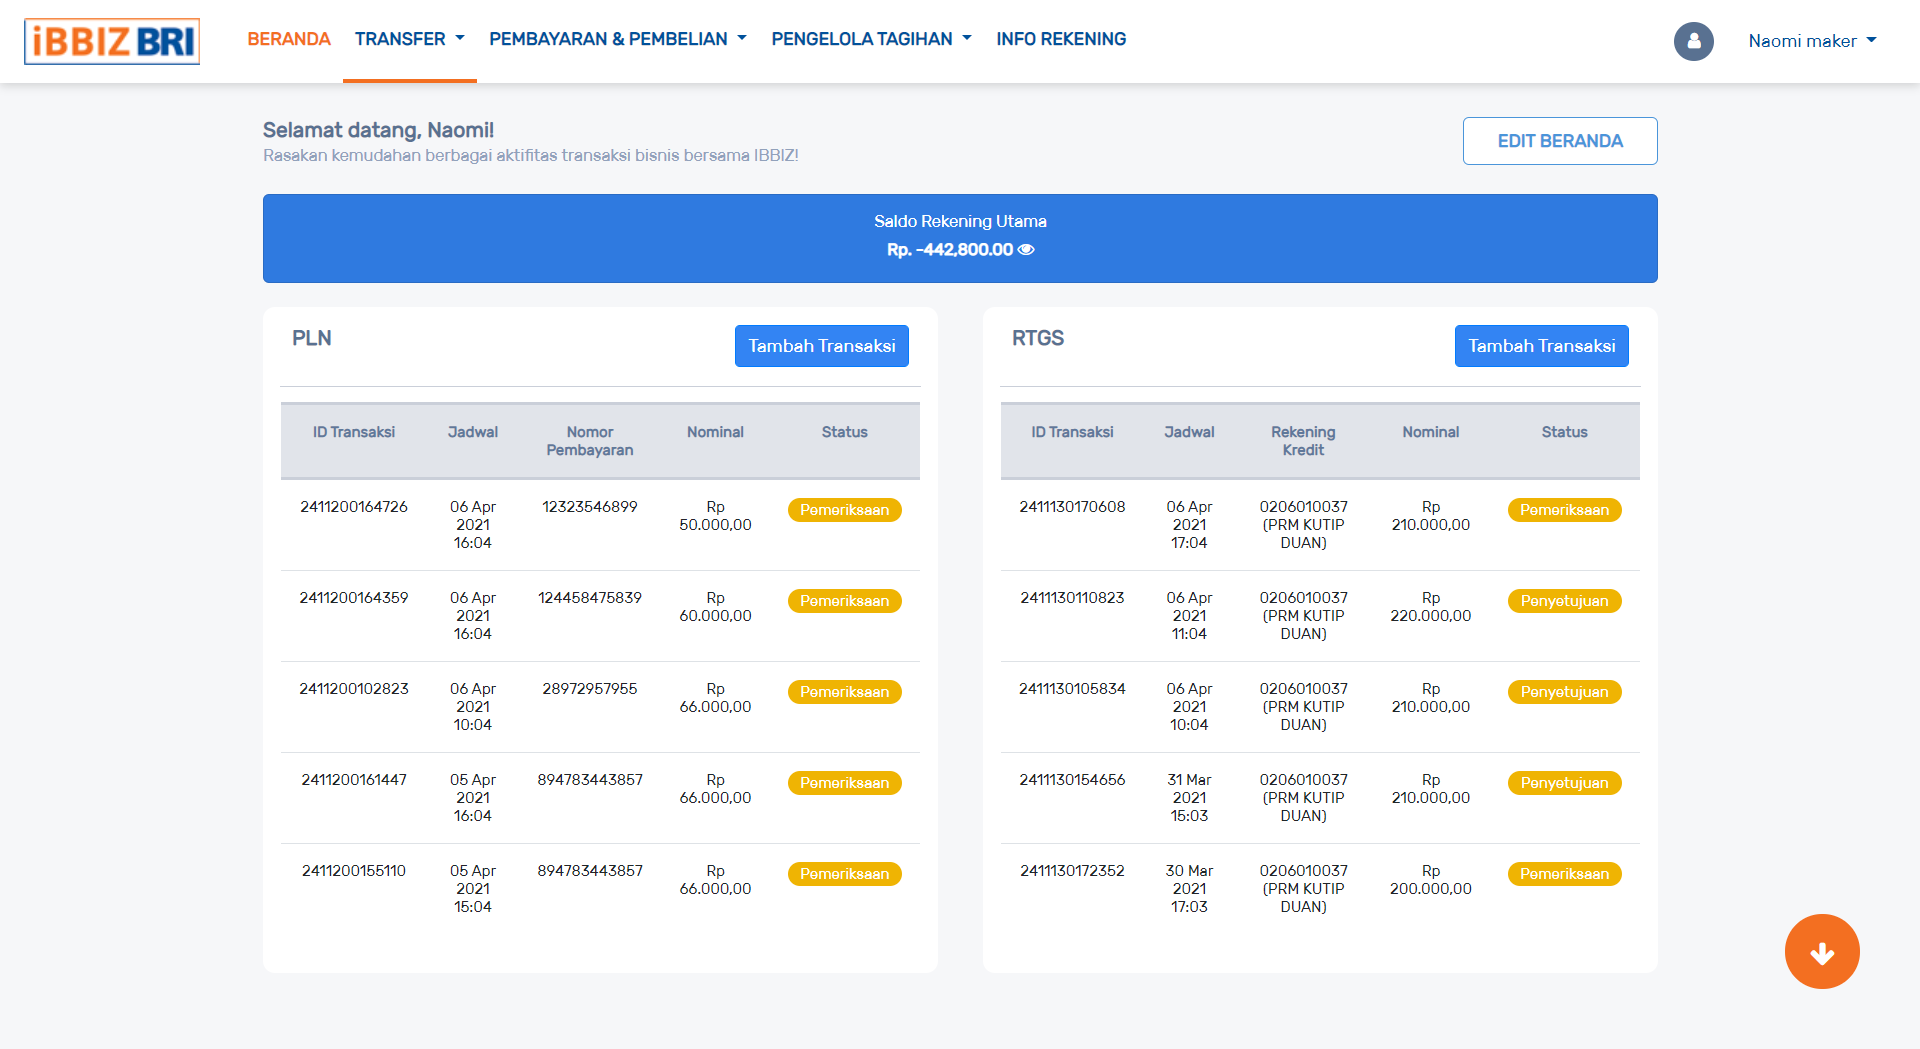 iBBIZ BRI
BERANDA
TRANSFER
PEMBAYARAN & PEMBELIAN
PENGELOLA TAGIHAN
INFO REKENING
Naomi maker
Selamat datang, Naomi!
Rasakan kemudahan berbagai aktifitas transaksi bisnis bersama IBBIZ!
EDIT BERANDA
Saldo Rekening Utama
Rp. -442,800.00
PLN
Tambah Transaksi
ID Transaksi Jadwal Nomor Nominal Status
Pembayaran
2411200164726 06 Apr 12323546899 Rp Pemeriksaan
2021 50.000,00
16:04
2411200164359 06 Apr 124458475839 Rp Pemeriksaan
2021 60.000,00
16:04
2411200102823 06 Apr 28972957955 Rp Pemeriksaan
2021 66.000,00
10:04
2411200161447 05 Apr 894783443857 Rp Pemeriksaan
2021 66.000,00
16:04
2411200155110 05 Apr 894783443857 Rp Pemeriksaan
2021 66.000,00
15:04
RTGS
Tambah Transaksi
ID Transaksi Jadwal Rekening Nominal Status
Kredit
2411130170608 06 Apr 0206010037 Rp Pemeriksaan
2021 (PRM KUTIP 210.000,00
17:04 DUAN)
2411130110823 06 Apr 0206010037 Rp Penyetujuan
2021 (PRM KUTIP 220.000,00
11:04 DUAN)
2411130105834 06 Apr 0206010037 Rp Penyetujuan
2021 (PRM KUTIP 210.000,00
10:04 DUAN)
2411130154656 31 Mar 0206010037 Rp Penyetujuan
2021 (PRM KUTIP 210.000,00
15:03 DUAN)
2411130172352 30 Mar 0206010037 Rp Pemeriksaan
2021 (PRM KUTIP 200.000,00
17:03 DUAN)